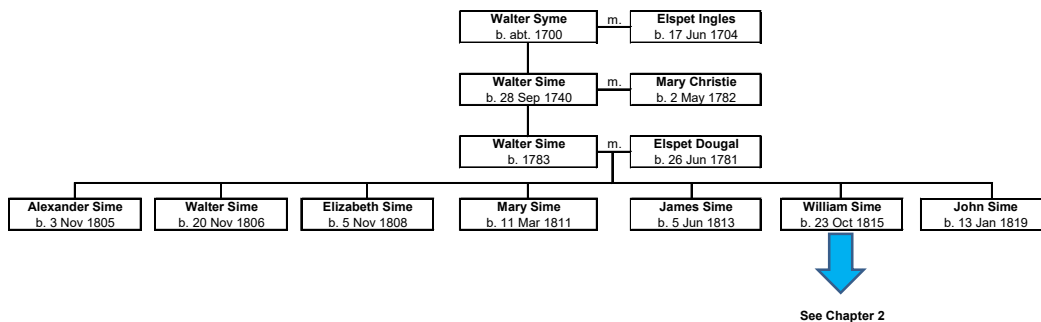 Walter Syme m. Elspet Ingles
b. abt. 1700 b. 17 Jun 1704
Walter Sime m. Mary Christie
b. 28 Sep 1740 b. 2 May 1782
Walter Sime m. Elspet Dougal
b. 1783 b. 26 Jun 1781
Alexander Sime Walter Sime Elizabeth Sime Mary Sime James Sime William Sime John Sime
b. 3 Nov 1805 b. 20 Nov 1806 b. 5 Nov 1808 b. 11 Mar 1811 b. 5 Jun 1813 b. 23 Oct 1815 b. 13 Jan 1819
See Chapter 2